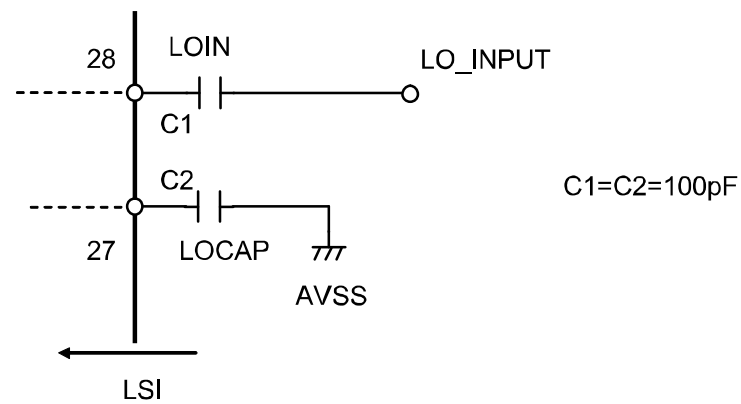 28 LOIN
LO_INPUT
C1
C2
C1=C2=100pF
27 LOCAP
AVSS
LSI